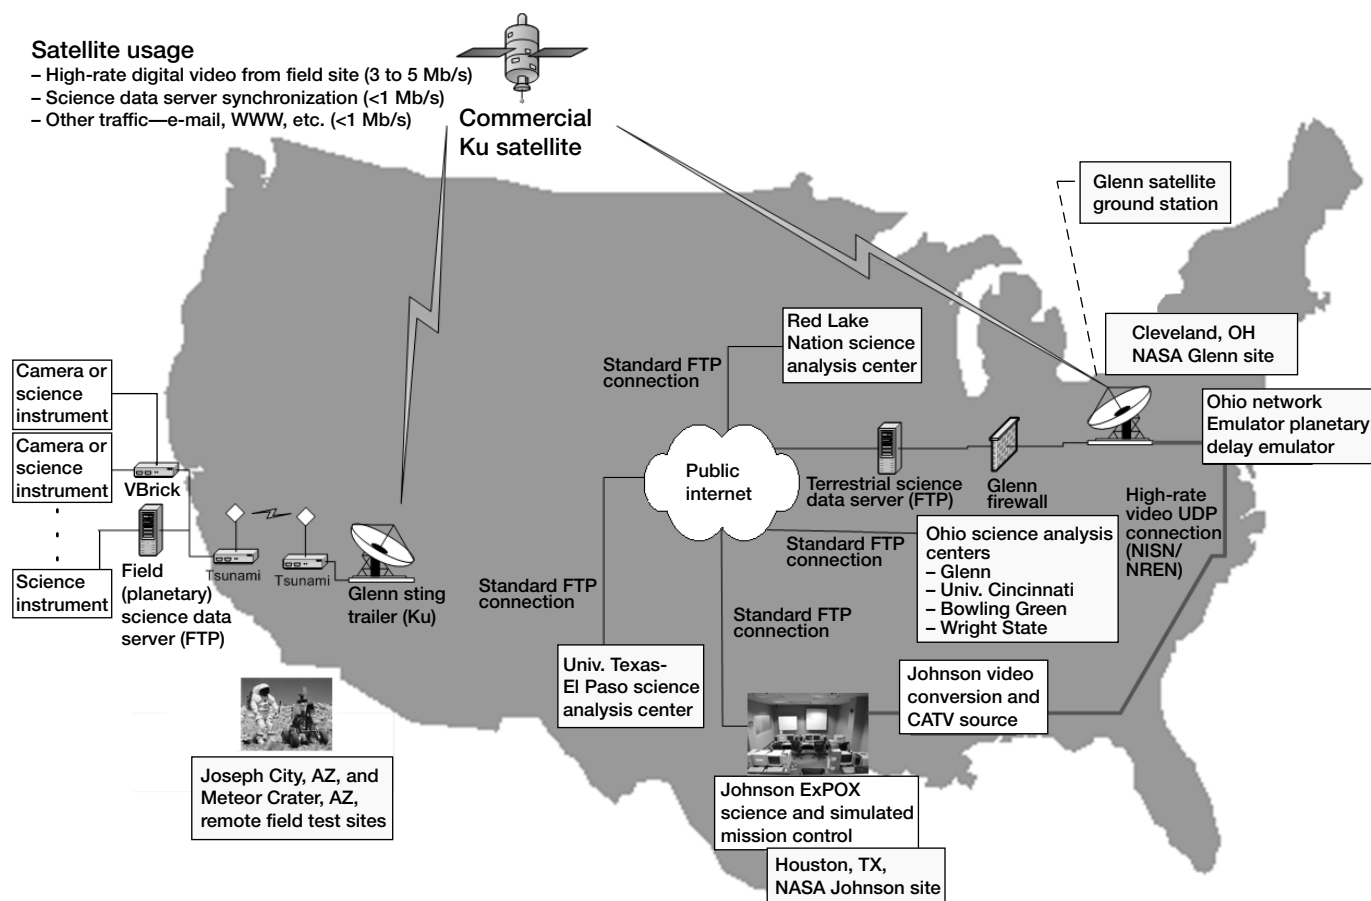 Satellite usage
– High-rate digital video from field site (3 to 5 Mb/s)
– Science data server synchronization (<1 Mb/s)
– Other traffic—e-mail, WWW, etc. (<1 Mb/s)
Commercial
Ku satellite
Glenn satellite
ground station
Red Lake
Nation science
analysis center
Cleveland, OH
NASA Glenn site
Standard FTP
connection
Camera or
science
instrument
Ohio network
Emulator planetary
delay emulator
Camera or
science
instrument
VBrick
Public
internet
Terrestrial science
data server (FTP)
Glenn
firewall
High-rate
video UDP
connection
(NISN/
NREN)
Science
instrument
Field
(planetary)
science data
server (FTP)
Tsunami
Tsunami
Glenn sting
trailer (Ku)
Standard FTP
connection
Standard FTP
connection
Ohio science analysis
centers
– Glenn
– Univ. Cincinnati
– Bowling Green
– Wright State
Standard FTP
connection
Univ. Texas-
El Paso science
analysis center
Johnson video
conversion and
CATV source
Joseph City, AZ, and
Meteor Crater, AZ,
remote field test sites
Johnson ExPOX
science and simulated
mission control
Houston, TX,
NASA Johnson site